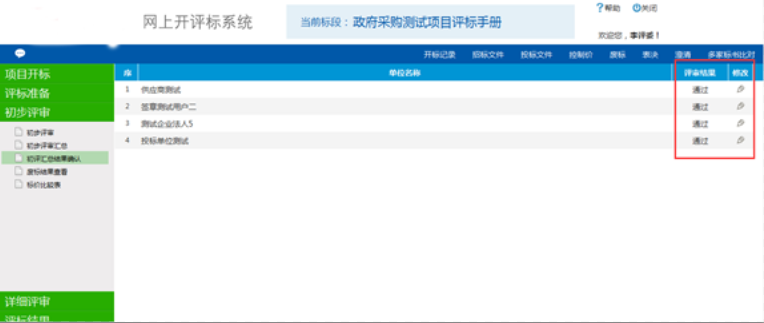 ?帮助 关闭
网上开评标系统 当前标段：政府采购测试项目评标手册
欢迎您，李评委！
开标记录 招标文件 投标文件 控制价 废标 表决 澄清 多家标书比对
项目开标
评标准备
初步评审
初步评审
初步评审汇总
初评汇总结果确认
废标结果查看
标价比较表
详细评审
评标结果
序 单位名称 评审结果 修改
1 供应商测试 通过
2 签章测试用户二 通过
3 测试企业法人5 通过
4 投标单位测试 通过